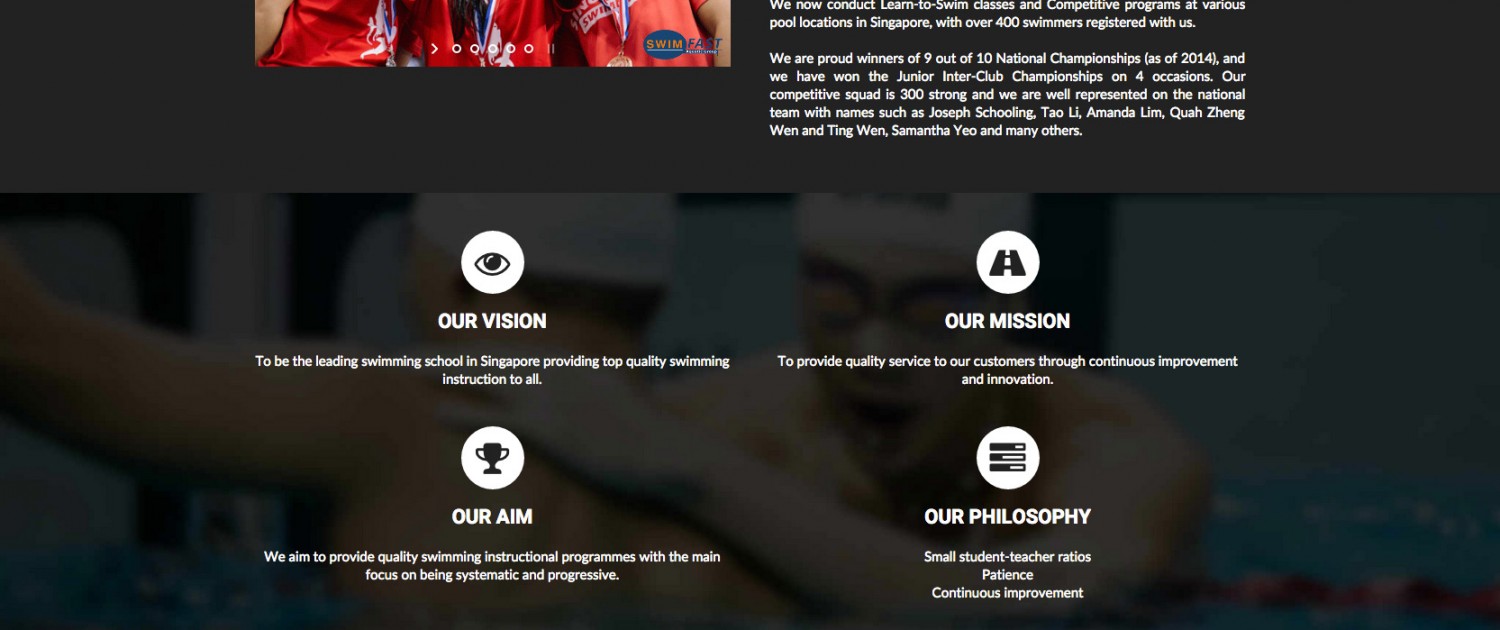 We now conduct Learn-to-Swim classes and Competitive programs at various
pool locations in Singapore, with over 400 swimmers registered with us.
SWIM FAST
We are proud winners of 9 out of 10 National Championships (as of 2014), and
we have won the Junior Inter-Club Championships on 4 occasions. Our
competitive squad is 300 strong and we are well represented on the national
team with names such as Joseph Schooling, Tao Li, Amanda Lim, Quah Zheng
Wen and Ting Wen, Samantha Yeo and many others.
OUR VISION
To be the leading swimming school in Singapore providing top quality swimming
instruction to all.
OUR MISSION
To provide quality service to our customers through continuous improvement
and innovation.
OUR AIM
We aim to provide quality swimming instructional programmes with the main
focus on being systematic and progressive.
OUR PHILOSOPHY
Small student-teacher ratios
Patience
Continuous improvement